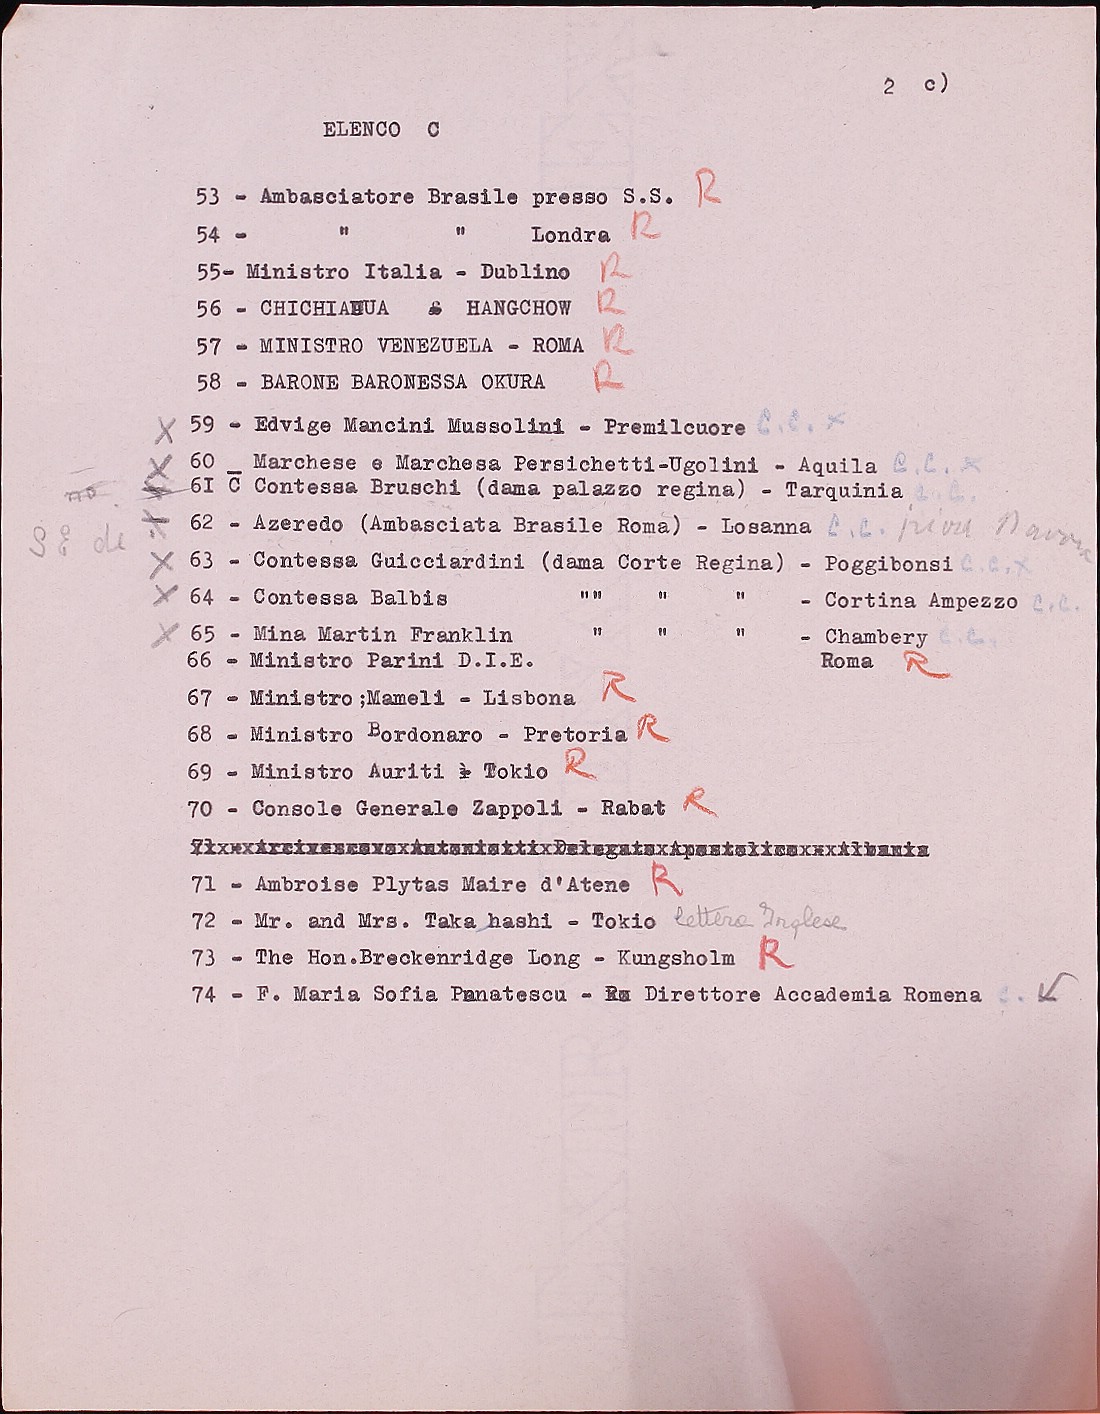 2 c)
ELENCO C
53 - Ambasciatore Brasile presso S.S. R
54 - " " Londra R
55- Ministro Italia - Dublino R
56 - HANGCHOW R
57 - MINISTRO VENEZUELA - ROMA R
58 - BARONE BARONESSA OKURA R
X 59 - Edvige Mancini Mussolini - Premilcuore C.C. X
X 60 _ Marchese e Marchesa Persichetti-Ugolini - Aquila C.C. X
no X 61 C Contessa Bruschi (dama palazzo regina) - Tarquinia C.C.
S E di X 62 - Azeredo (Ambasciata Brasile Roma) - Losanna C.C.
X 63 - Contessa Guicciardini (dama Corte Regina) - Poggibonsi C.C. X
X 64 - Contessa Balbis "" " " - Cortina Ampezzo C.C.
X 65 - Mina Martin Franklin " " " - Chambery C.C.
66 - Ministro Parini D.I.E. Roma R
67 - Ministro ;Mameli - Lisbona R
68 - Ministro Bordonaro - Pretoria R
69 - Ministro Auriti - Tokio R
70 - Console Generale Zappoli - Rabat R
71xxxArcivescovoxAntoniettixDelegatoxApostolicoxxxAlbania
71 - Ambroise Plytas Maire d'Atene R
72 - Mr. and Mrs. Taka hashi - Tokio lettera Inglese
73 - The Hon.Breckenridge Long - Kungsholm R
74 - F. Maria Sofia Panatescu - Direttore Accademia Romena C.